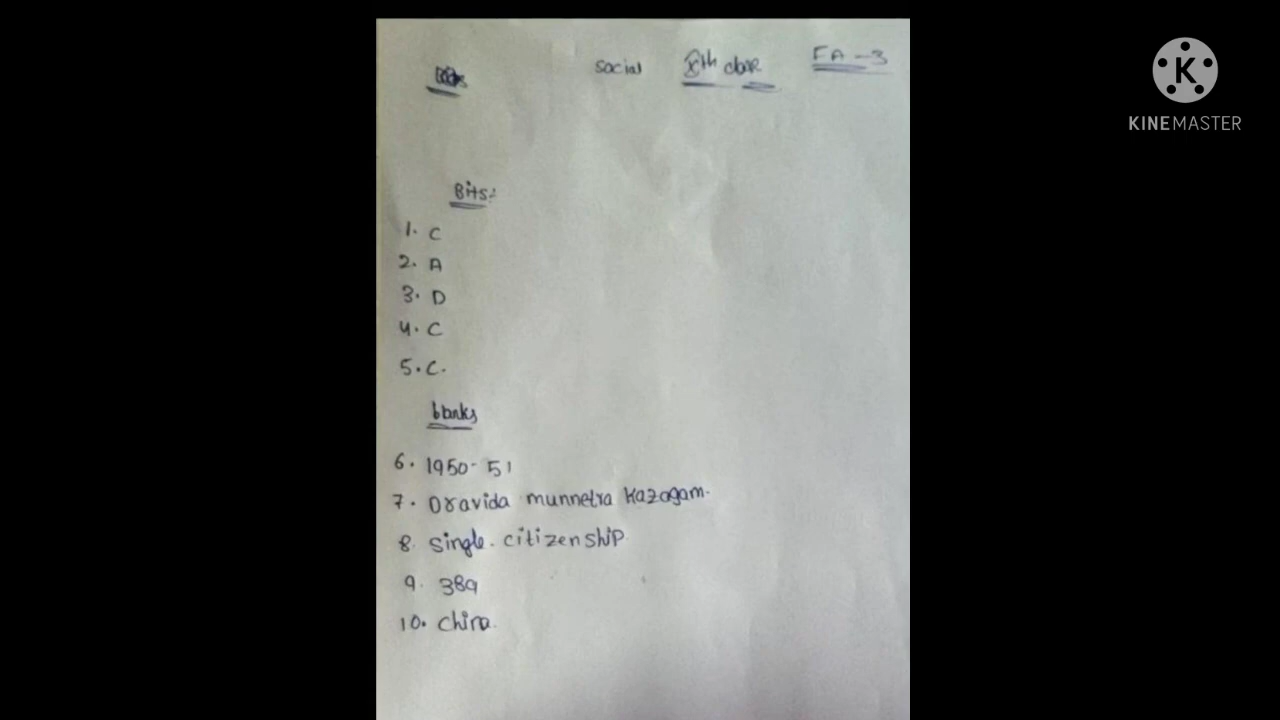 social Xth class FA-3
K
KINEMASTER
Bits:
1. C
2. A
3. D
4. C
5. C.
blanks
6. 1950-51
7. Dravida munnetra Kazagam.
8. single. citizenship.
9. 389
10. China.